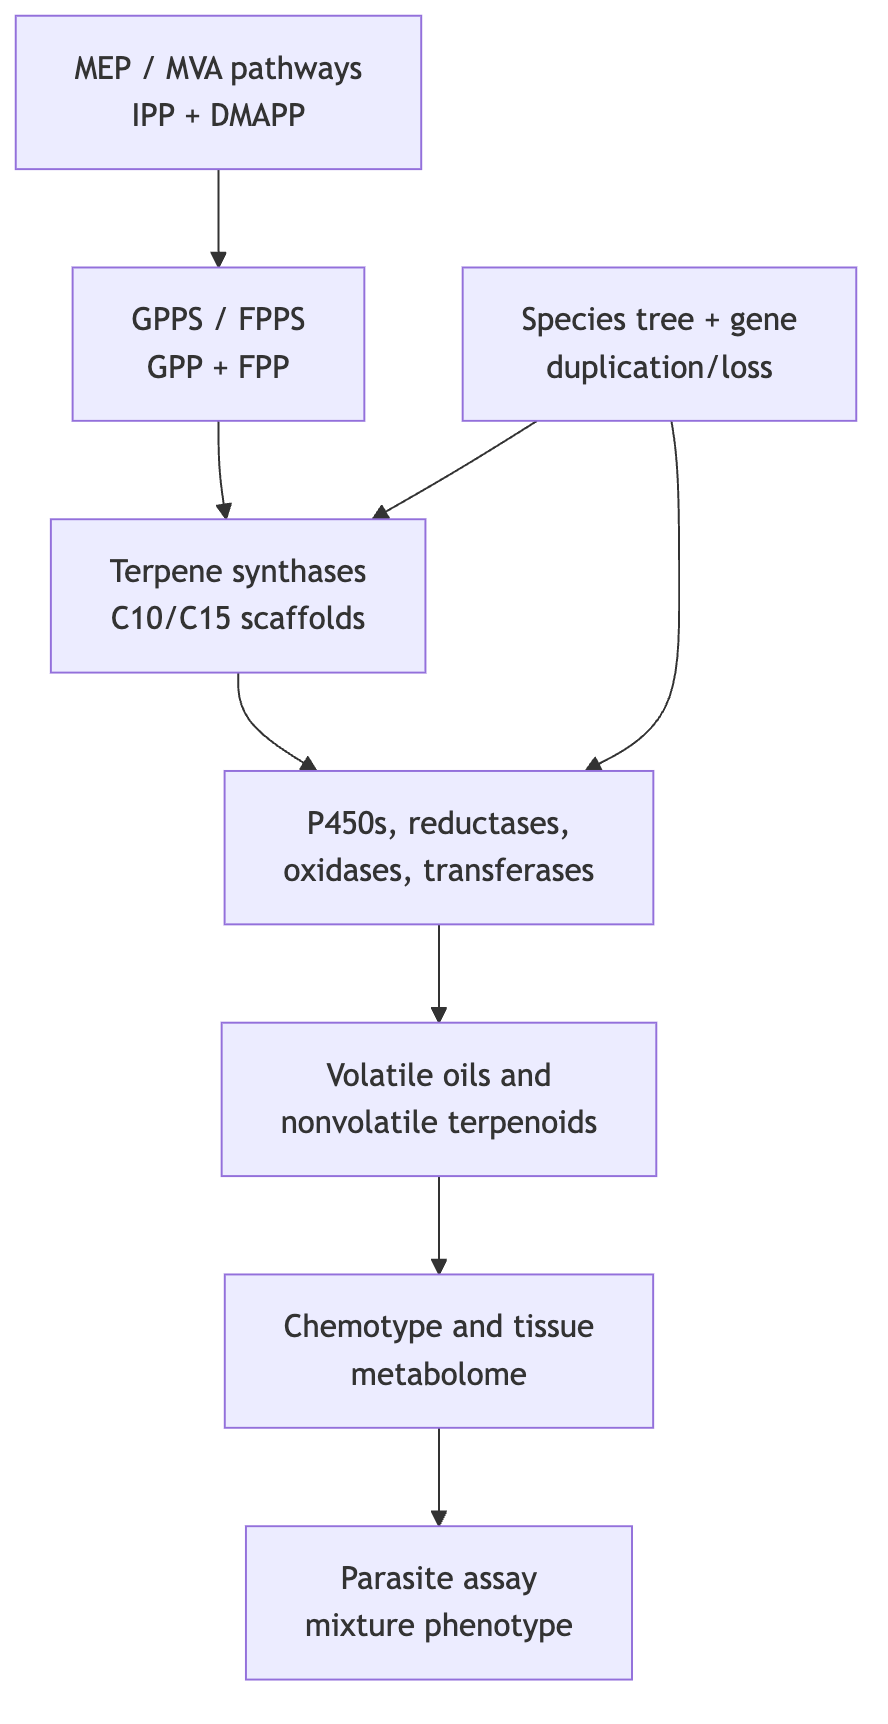 MEP / MVA pathways
IPP + DMAPP
GPPS / FPPS
GPP + FPP
Species tree + gene
duplication/loss
Terpene synthases
C10/C15 scaffolds
P450s, reductases,
oxidases, transferases
Volatile oils and
nonvolatile terpenoids
Chemotype and tissue
metabolome
Parasite assay
mixture phenotype